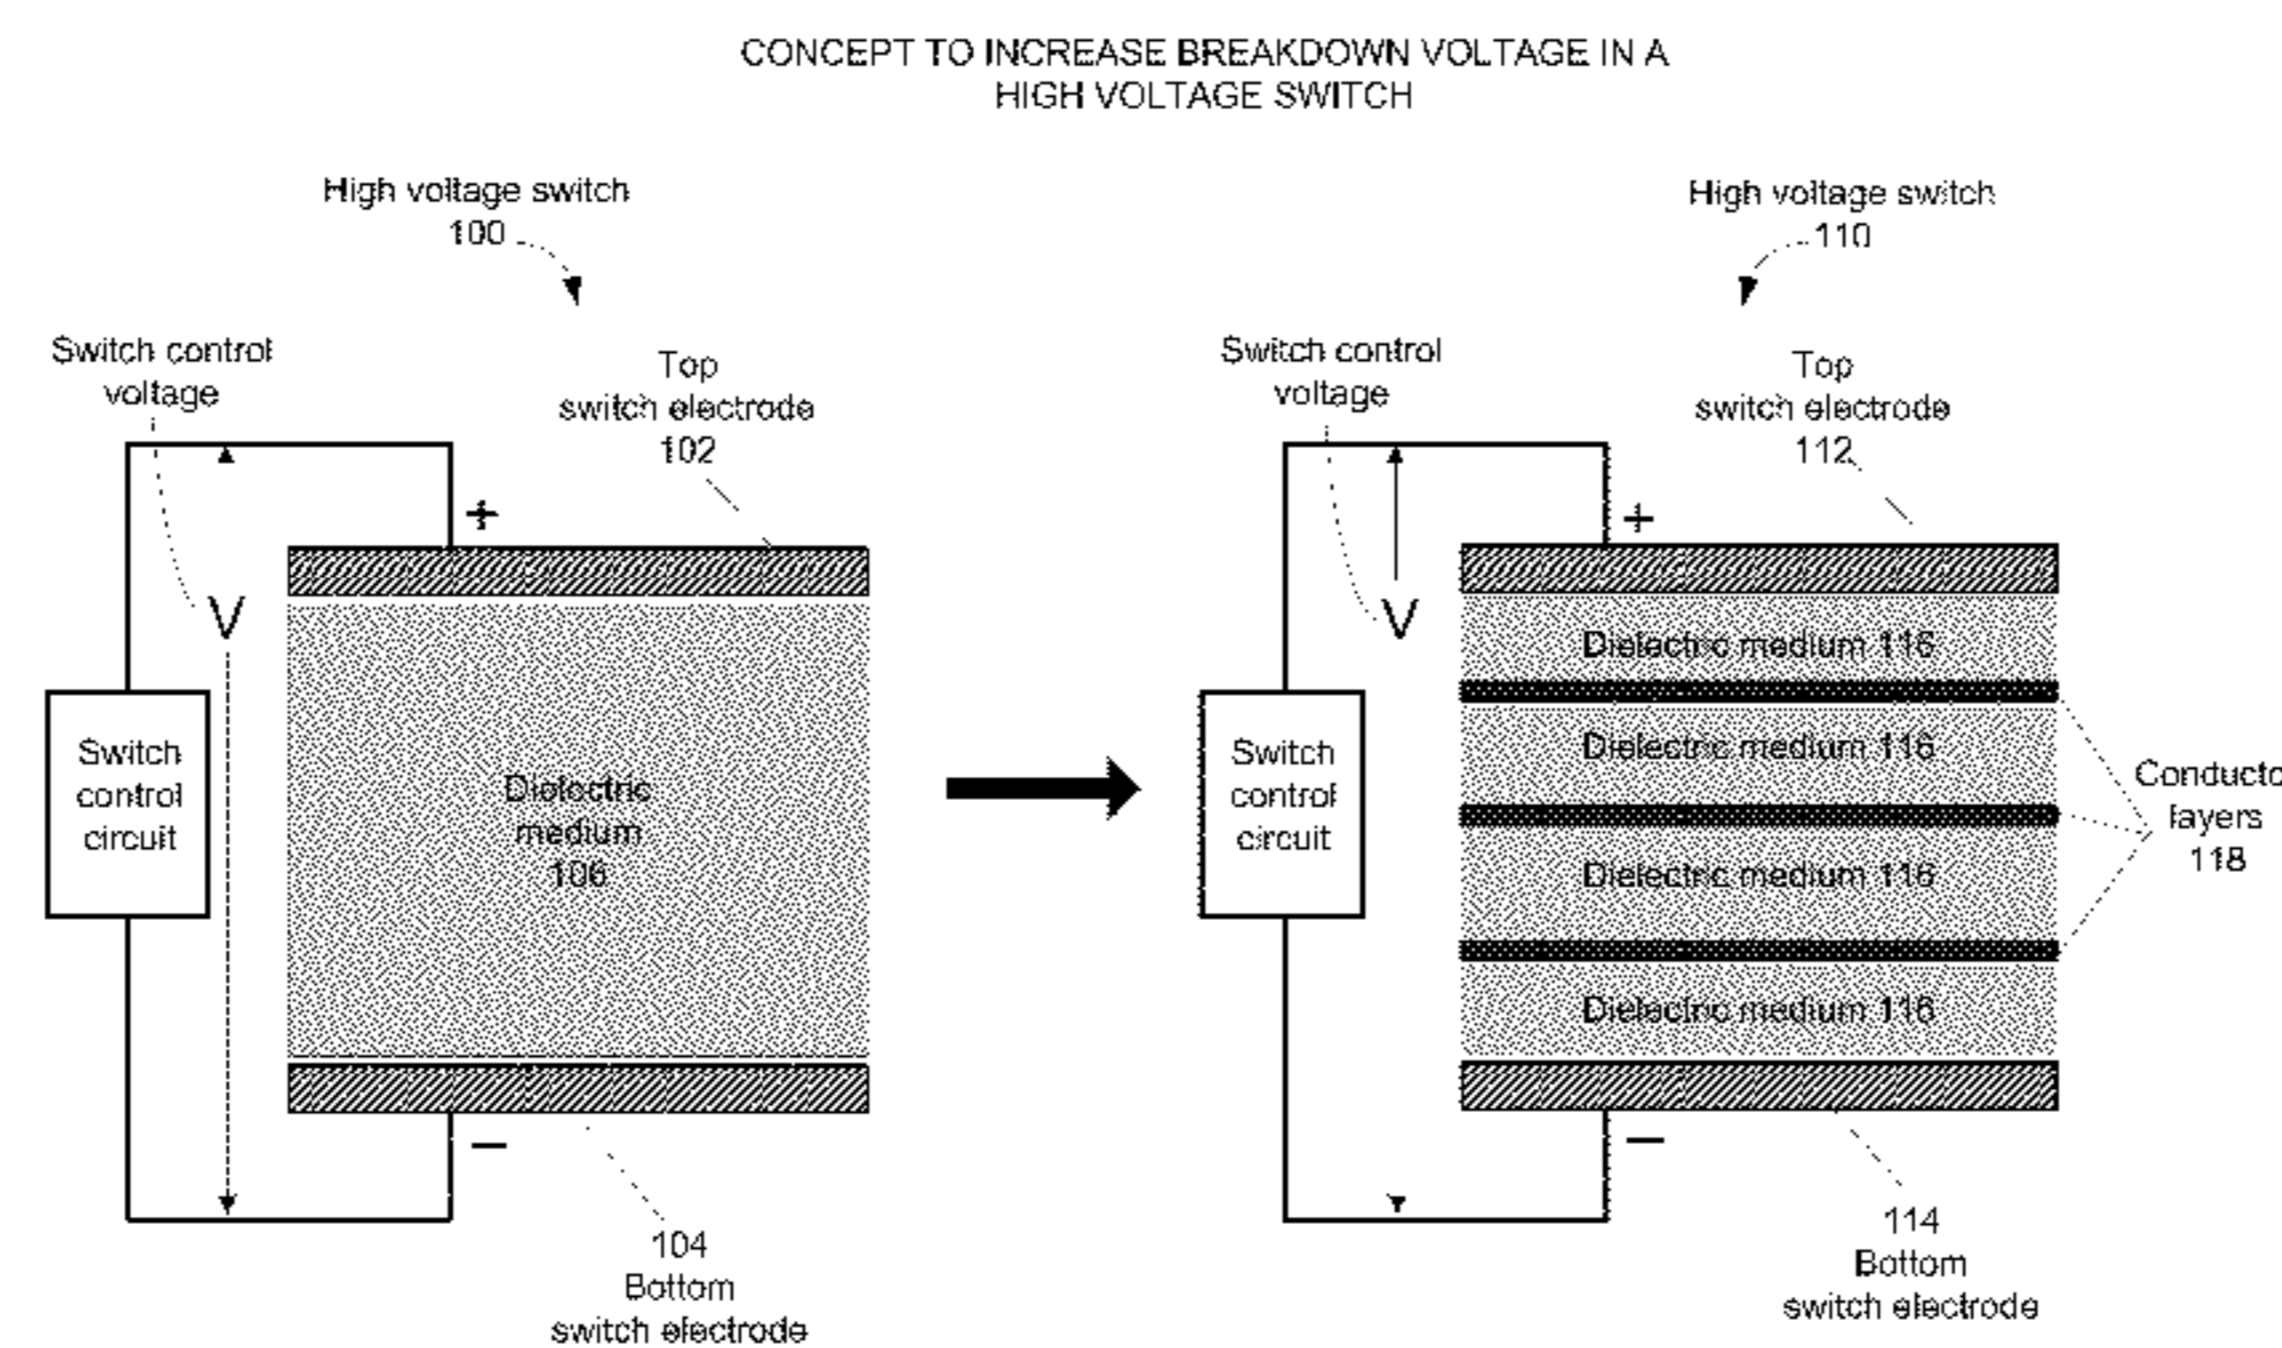 CONCEPT TO INCREASE BREAKDOWN VOLTAGE IN A
HIGH VOLTAGE SWITCH
High voltage switch
100
Switch control
voltage
Top
switch electrode
102
+
V
Switch
control
circuit
Dielectric
medium
106
–
104
Bottom
switch electrode
High voltage switch
110
Switch control
voltage
Top
switch electrode
112
+
V
Switch
control
circuit
Dielectric medium 116
Dielectric medium 116
Dielectric medium 116
Dielectric medium 116
Conducto
layers
118
–
114
Bottom
switch electrode